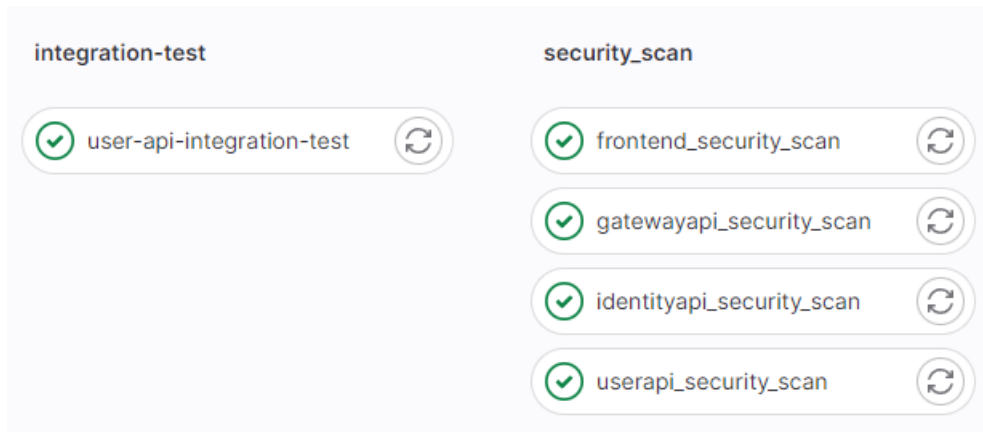 integration-test
user-api-integration-test
security_scan
frontend_security_scan
gatewayapi_security_scan
identityapi_security_scan
userapi_security_scan